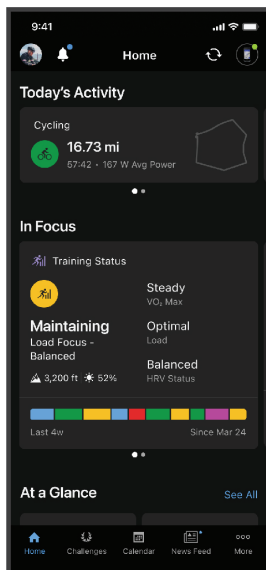 9:41
Home
Today's Activity
Cycling
16.73 mi
57:42 • 167 W Avg Power
In Focus
Training Status
Maintaining
Load Focus -
Balanced
3,200 ft 52%
Steady
VO₂ Max
Optimal
Load
Balanced
HRV Status
Last 4w Since Mar 24
At a Glance See All
Home Challenges Calendar News Feed More